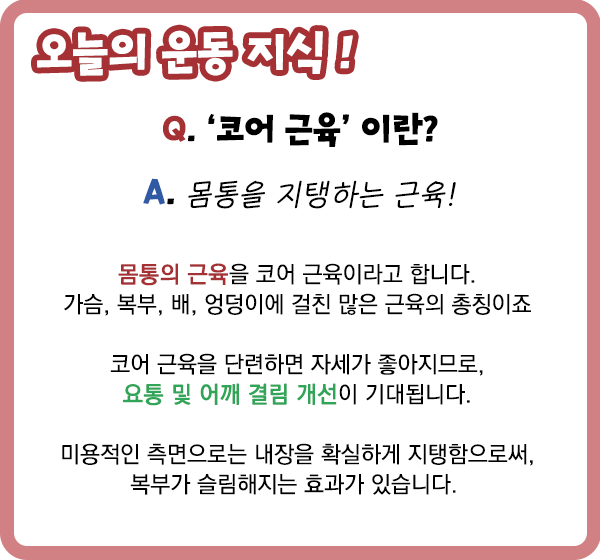 오늘의 운동 지식!
Q. ‘코어 근육’ 이란?
A. 몸통을 지탱하는 근육!
몸통의 근육을 코어 근육이라고 합니다.
가슴, 복부, 배, 엉덩이에 걸친 많은 근육의 총칭이죠
코어 근육을 단련하면 자세가 좋아지므로,
요통 및 어깨 결림 개선이 기대됩니다.
미용적인 측면으로는 내장을 확실하게 지탱함으로써,
복부가 슬림해지는 효과가 있습니다.